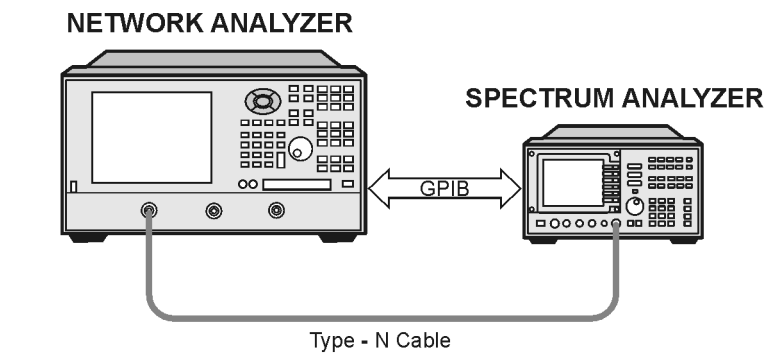 NETWORK ANALYZER
SPECTRUM ANALYZER
GPIB
Type - N Cable